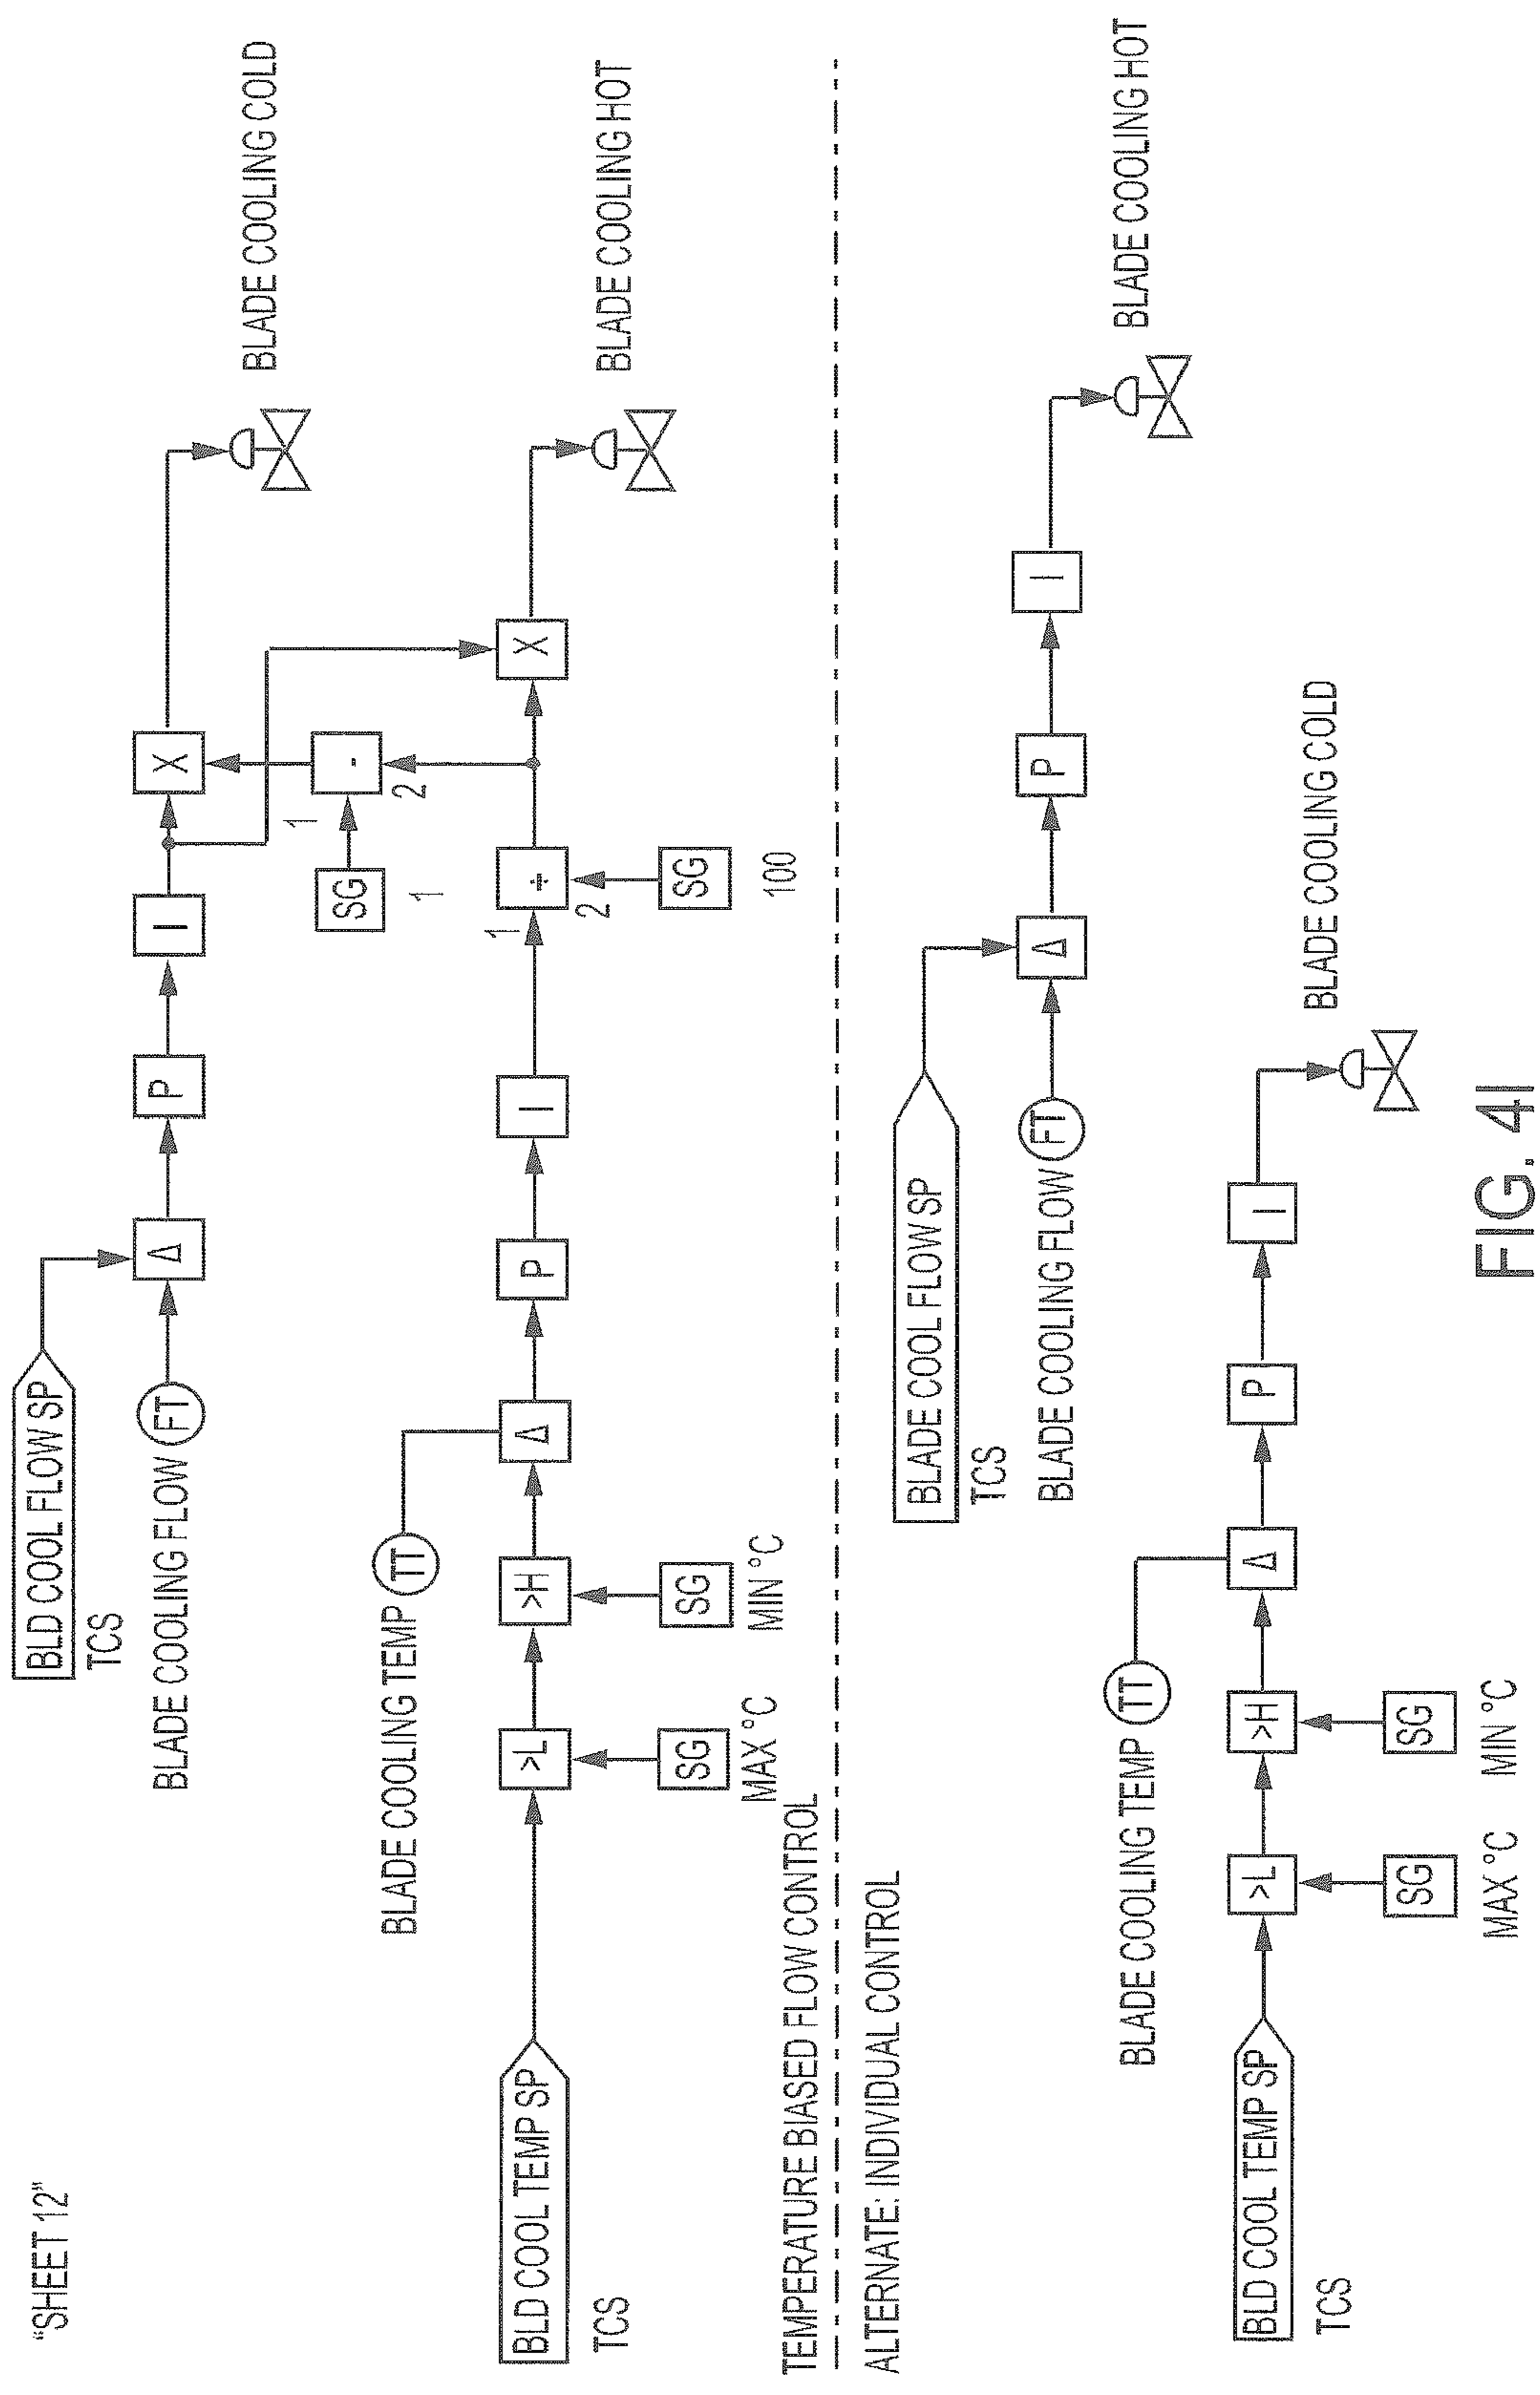 “SHEET 12”
BLD COOL FLOW SP
TCS
BLADE COOLING FLOW
FT
Δ
P
I
X
BLADE COOLING COLD
SG
1
1
-
2
BLADE COOLING TEMP
TT
BLD COOL TEMP SP
TCS
>L
SG
MAX °C
>H
SG
MIN °C
Δ
P
I
1
÷
2
SG
100
X
BLADE COOLING HOT
TEMPERATURE BIASED FLOW CONTROL
ALTERNATE: INDIVIDUAL CONTROL
BLADE COOL FLOW SP
TCS
BLADE COOLING FLOW
FT
Δ
P
I
BLADE COOLING HOT
BLADE COOLING TEMP
TT
BLD COOL TEMP SP
TCS
>L
SG
MAX °C
>H
SG
MIN °C
Δ
P
I
BLADE COOLING COLD
FIG. 4I